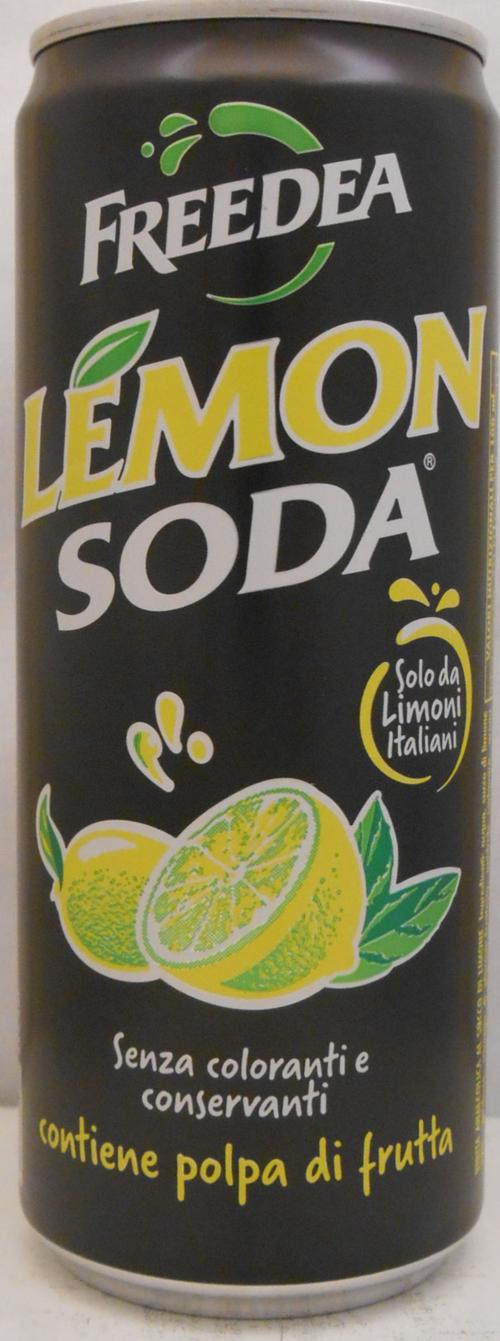 FREEDEA
LEMON
SODA®
Solo da
Limoni
Italiani
Senza coloranti e
conservanti
contiene polpa di frutta